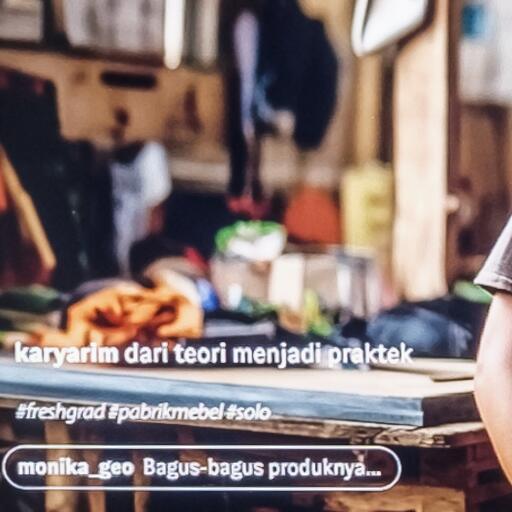 karyarim dari teori menjadi praktek
#freshgrad #pabrikmebel #solo
monika_geo Bagus-bagus produknya...